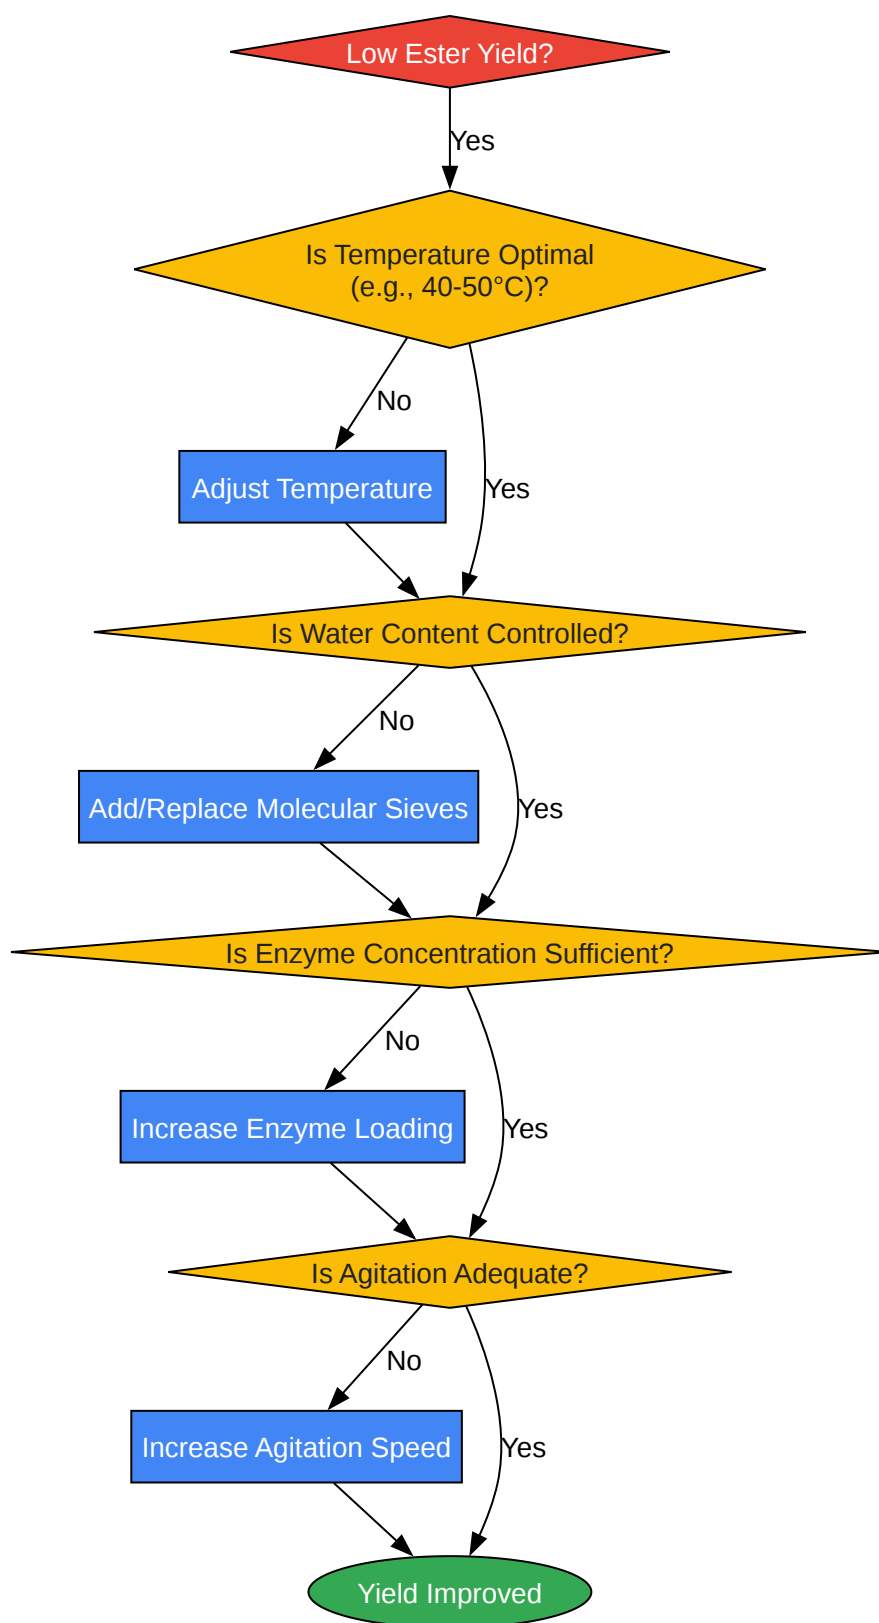 Low Ester Yield?
Yes
Is Temperature Optimal
(e.g., 40-50°C)?
No
Adjust Temperature
Yes
Is Water Content Controlled?
No
Add/Replace Molecular Sieves
Yes
Is Enzyme Concentration Sufficient?
No
Increase Enzyme Loading
Yes
Is Agitation Adequate?
No
Increase Agitation Speed
Yes
Yield Improved